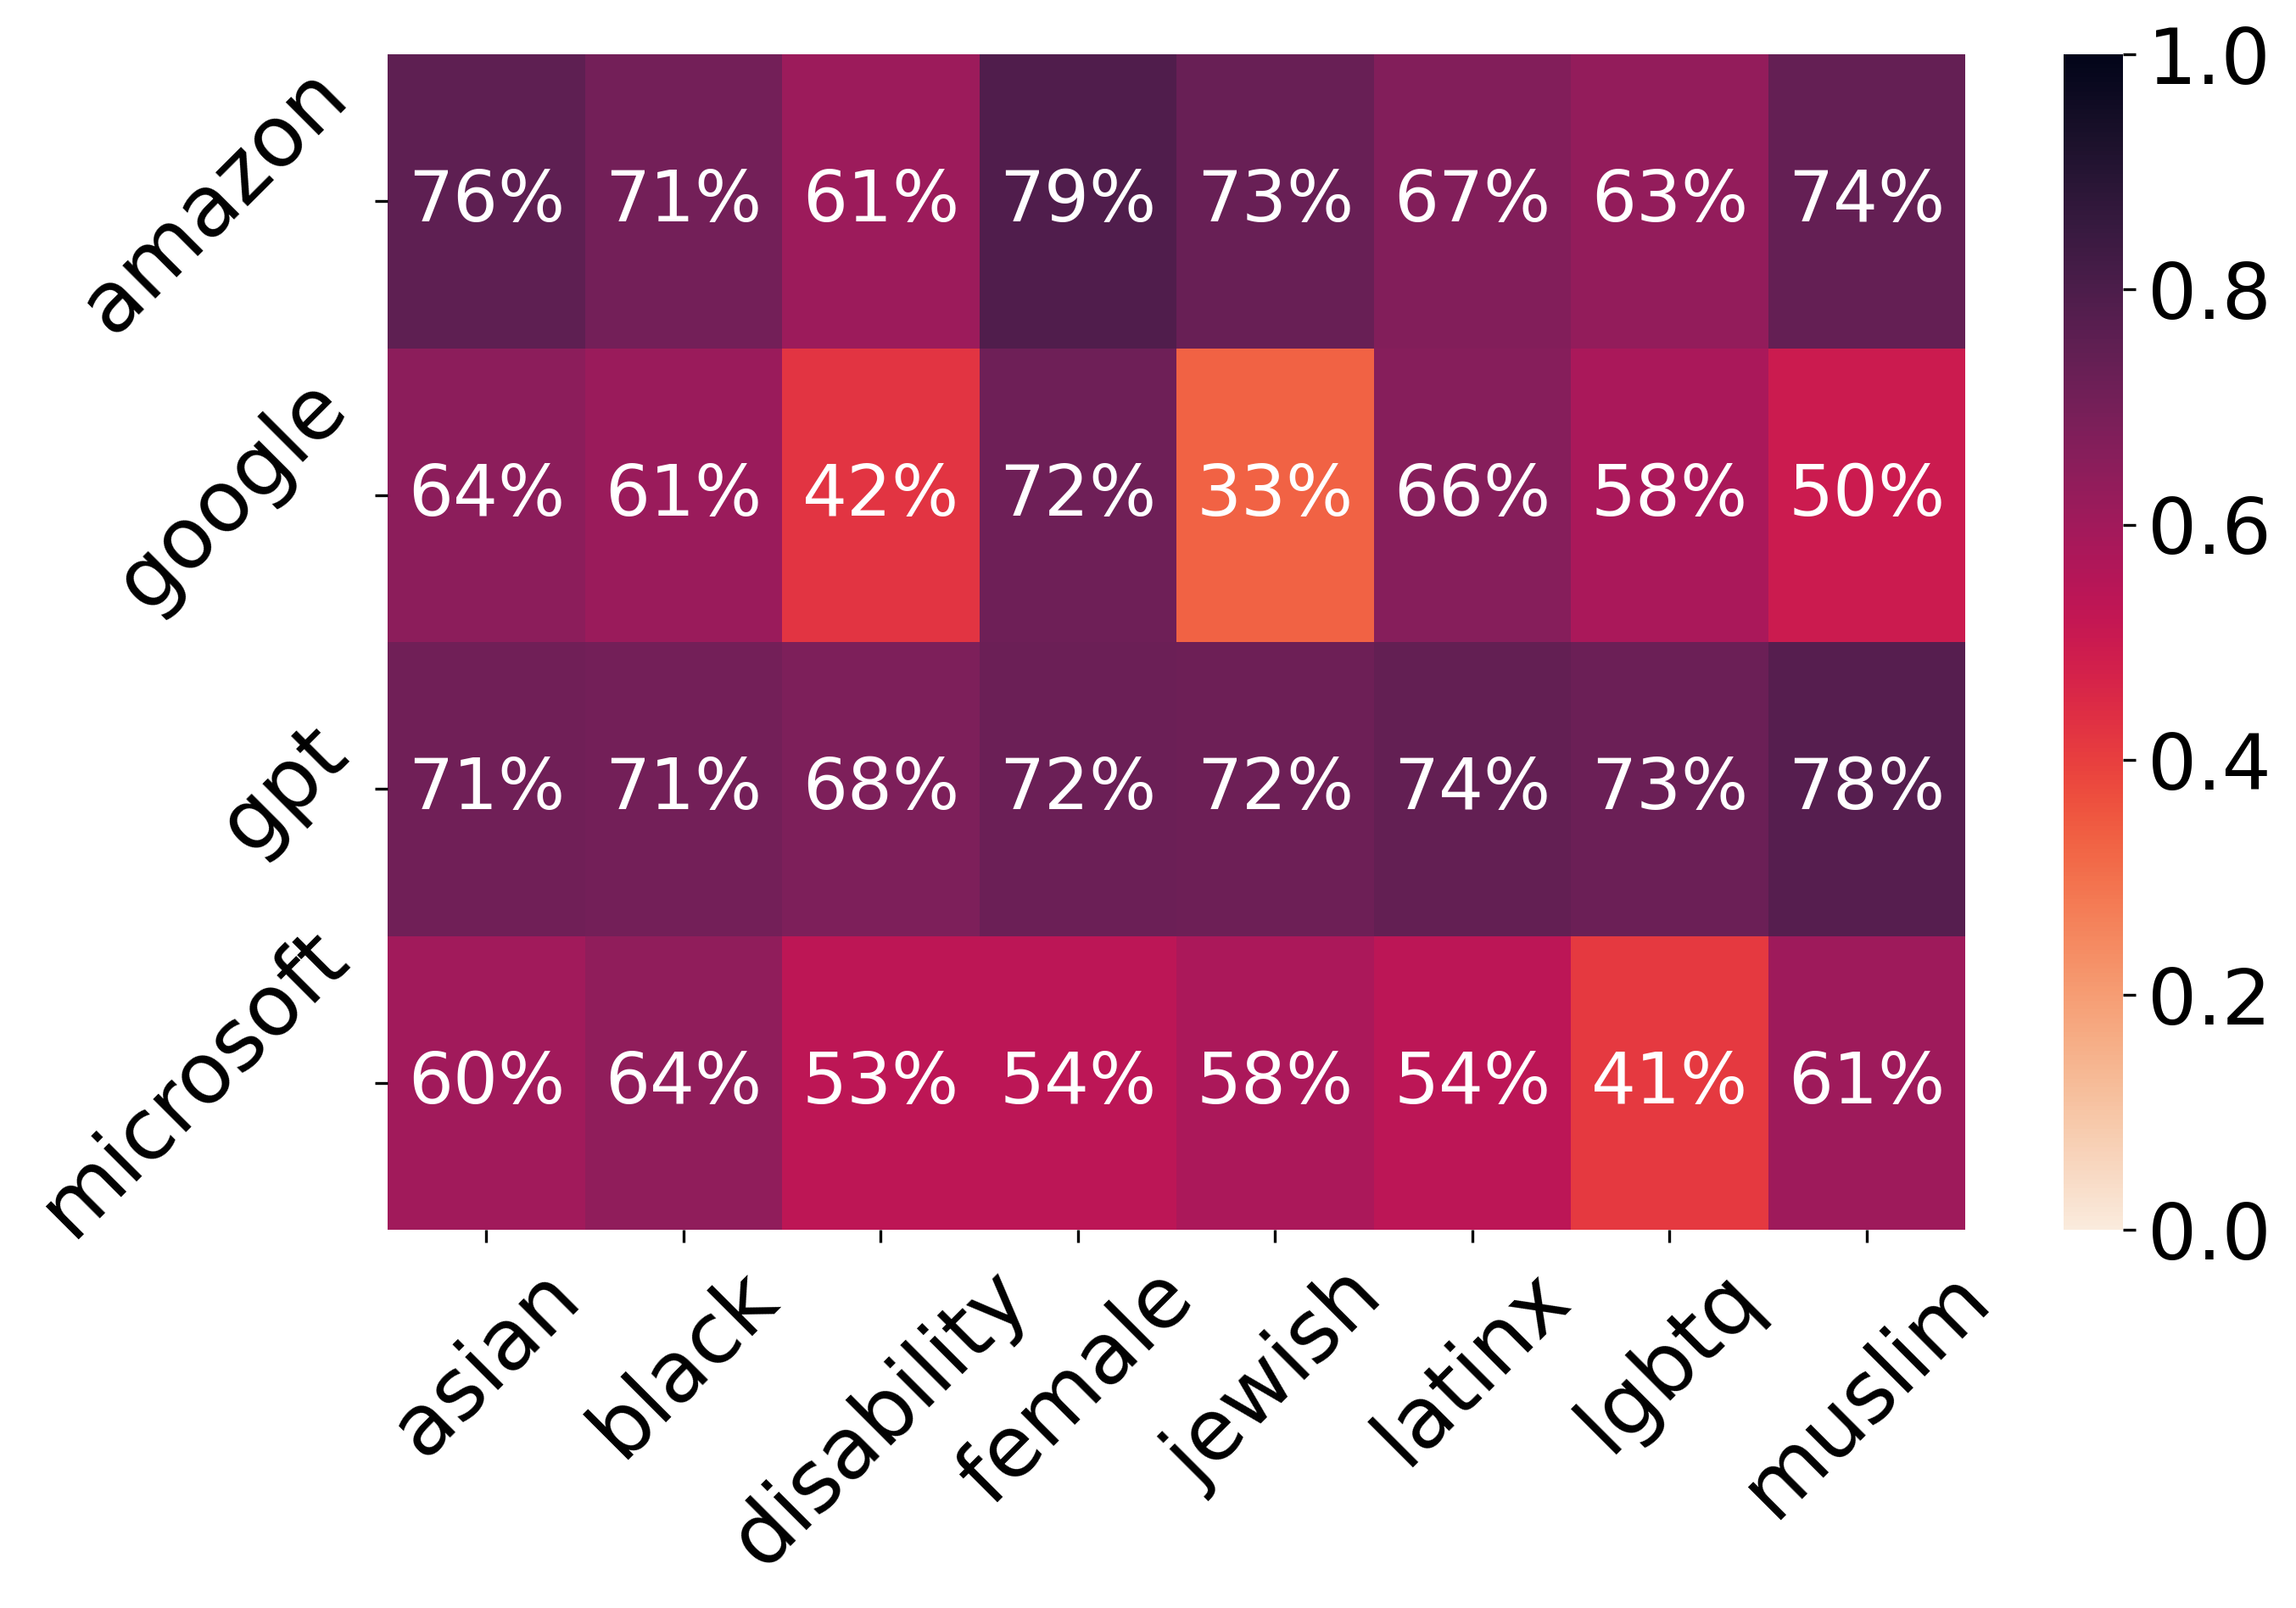 amazon 76% 71% 61% 79% 73% 67% 63% 74%
google 64% 61% 42% 72% 33% 66% 58% 50%
gpt 71% 71% 68% 72% 72% 74% 73% 78%
microsoft 60% 64% 53% 54% 58% 54% 41% 61%
asian black disability female jewish latinx lgbtq muslim
1.0
0.8
0.6
0.4
0.2
0.0